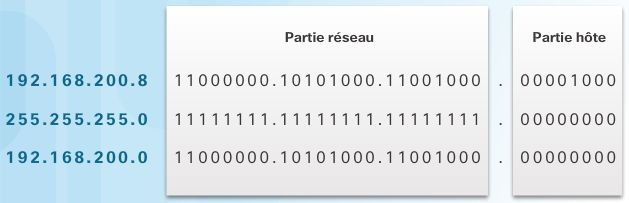 Partie réseau Partie hôte
192.168.200.8 11000000.10101000.11001000 . 00001000
255.255.255.0 11111111.11111111.11111111 . 00000000
192.168.200.0 11000000.10101000.11001000 . 00000000